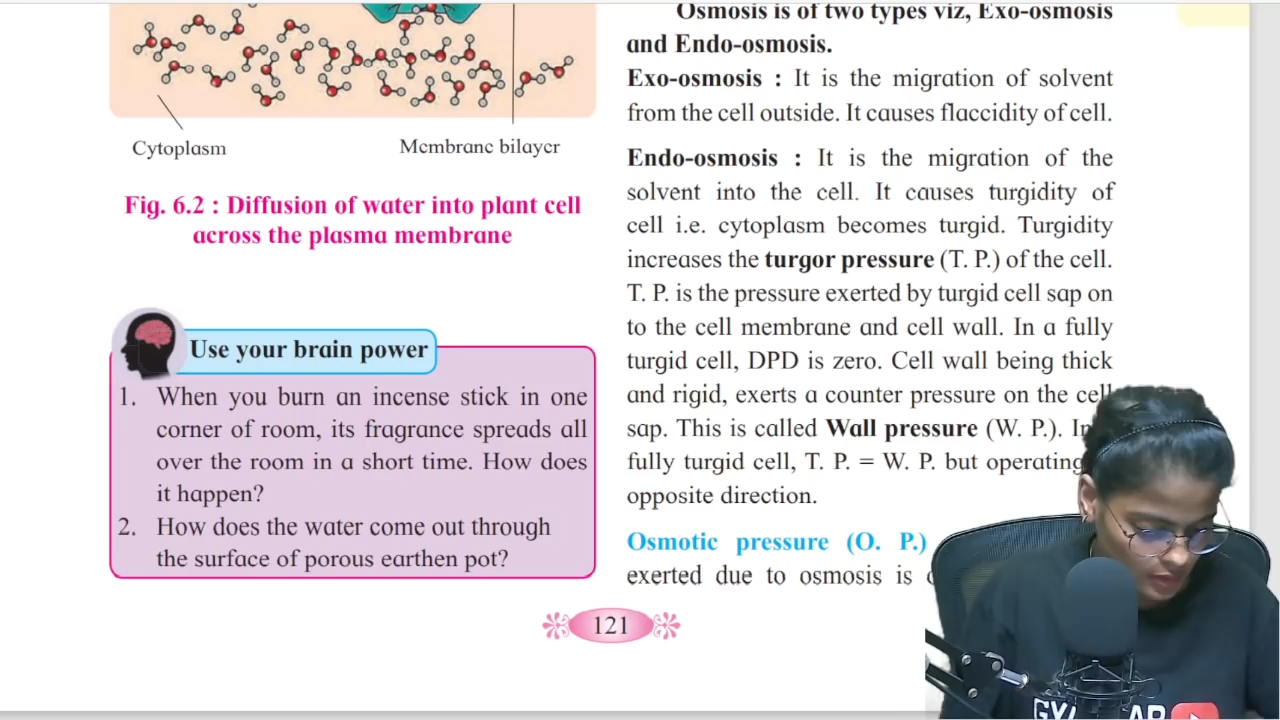 Cytoplasm
Membrane bilayer
Fig. 6.2 : Diffusion of water into plant cell
across the plasma membrane
Use your brain power
1. When you burn an incense stick in one
corner of room, its fragrance spreads all
over the room in a short time. How does
it happen?
2. How does the water come out through
the surface of porous earthen pot?
Osmosis is of two types viz, Exo-osmosis
and Endo-osmosis.
Exo-osmosis : It is the migration of solvent
from the cell outside. It causes flaccidity of cell.
Endo-osmosis : It is the migration of the
solvent into the cell. It causes turgidity of
cell i.e. cytoplasm becomes turgid. Turgidity
increases the turgor pressure (T. P.) of the cell.
T. P. is the pressure exerted by turgid cell sap on
to the cell membrane and cell wall. In a fully
turgid cell, DPD is zero. Cell wall being thick
and rigid, exerts a counter pressure on the cell
sap. This is called Wall pressure (W. P.). In
fully turgid cell, T. P. = W. P. but operating
opposite direction.
Osmotic pressure (O. P.)
exerted due to osmosis is
121